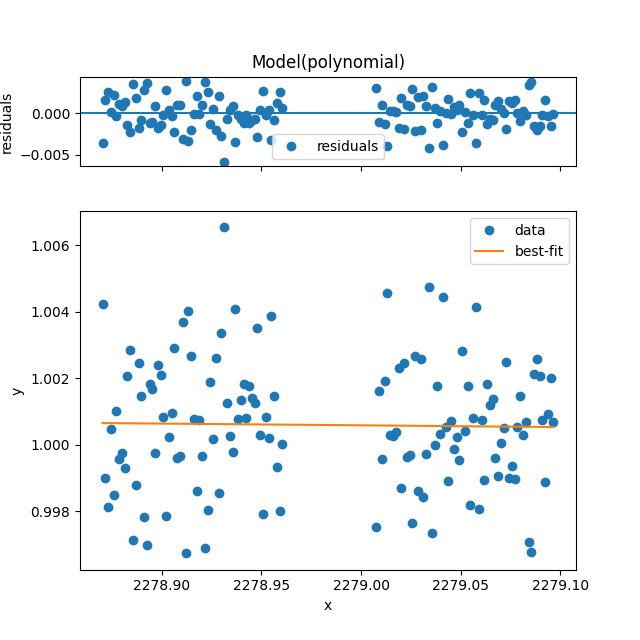 Model(polynomial)
residuals
0.000
−0.005
residuals
y
1.006
1.004
1.002
1.000
0.998
data
best-fit
2278.90
2278.95
2279.00
2279.05
2279.10
x